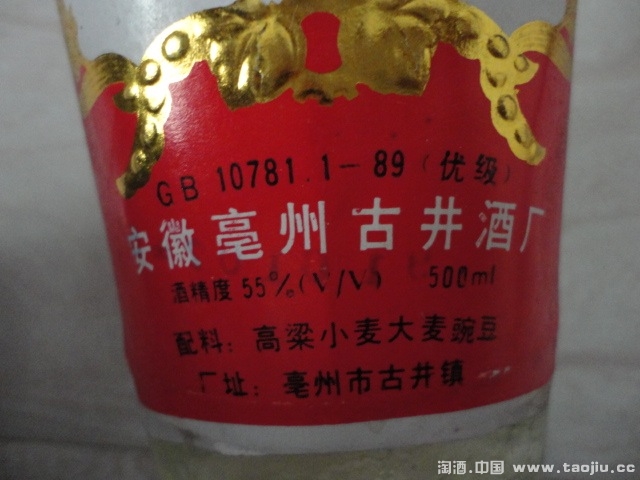 GB 10781.1-89(优级)
安徽亳州古井酒厂
酒精度 55%(V/V) 500ml
配料: 高粱小麦大麦豌豆
厂址: 亳州市古井镇
淘酒.中国 www.taojiu.cc